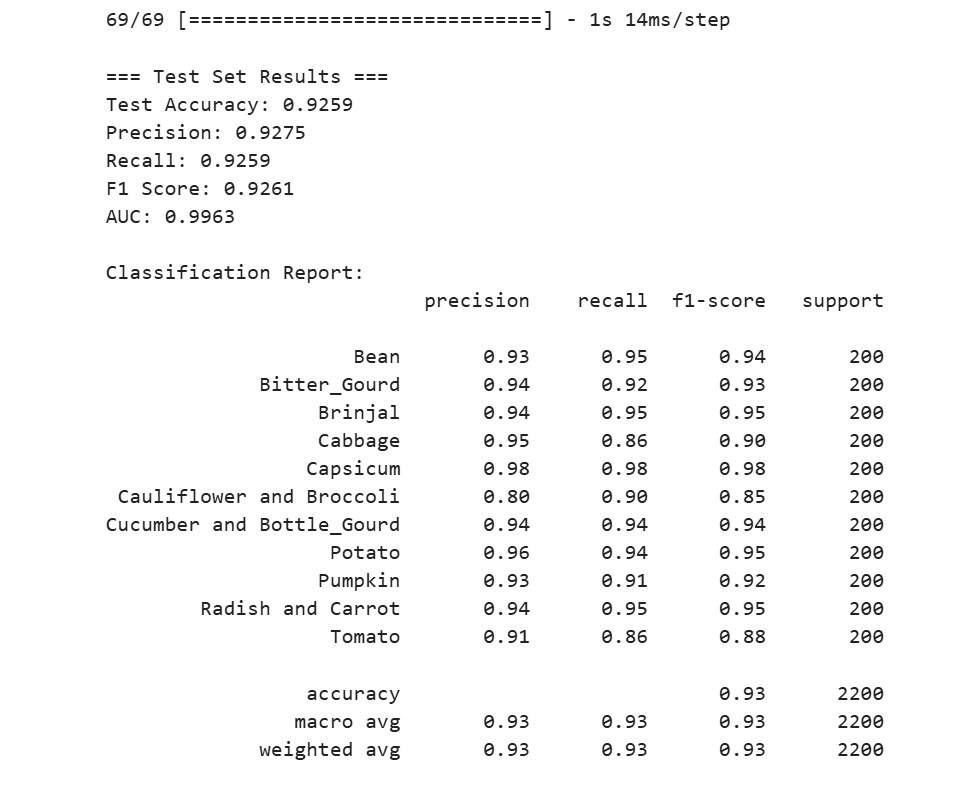 69/69 [==============================] - 1s 14ms/step
=== Test Set Results ===
Test Accuracy: 0.9259
Precision: 0.9275
Recall: 0.9259
F1 Score: 0.9261
AUC: 0.9963
Classification Report:
precision recall f1-score support
Bean 0.93 0.95 0.94 200
Bitter_Gourd 0.94 0.92 0.93 200
Brinjal 0.94 0.95 0.95 200
Cabbage 0.95 0.86 0.90 200
Capsicum 0.98 0.98 0.98 200
Cauliflower and Broccoli 0.80 0.90 0.85 200
Cucumber and Bottle_Gourd 0.94 0.94 0.94 200
Potato 0.96 0.94 0.95 200
Pumpkin 0.93 0.91 0.92 200
Radish and Carrot 0.94 0.95 0.95 200
Tomato 0.91 0.86 0.88 200
accuracy 0.93 2200
macro avg 0.93 0.93 0.93 2200
weighted avg 0.93 0.93 0.93 2200